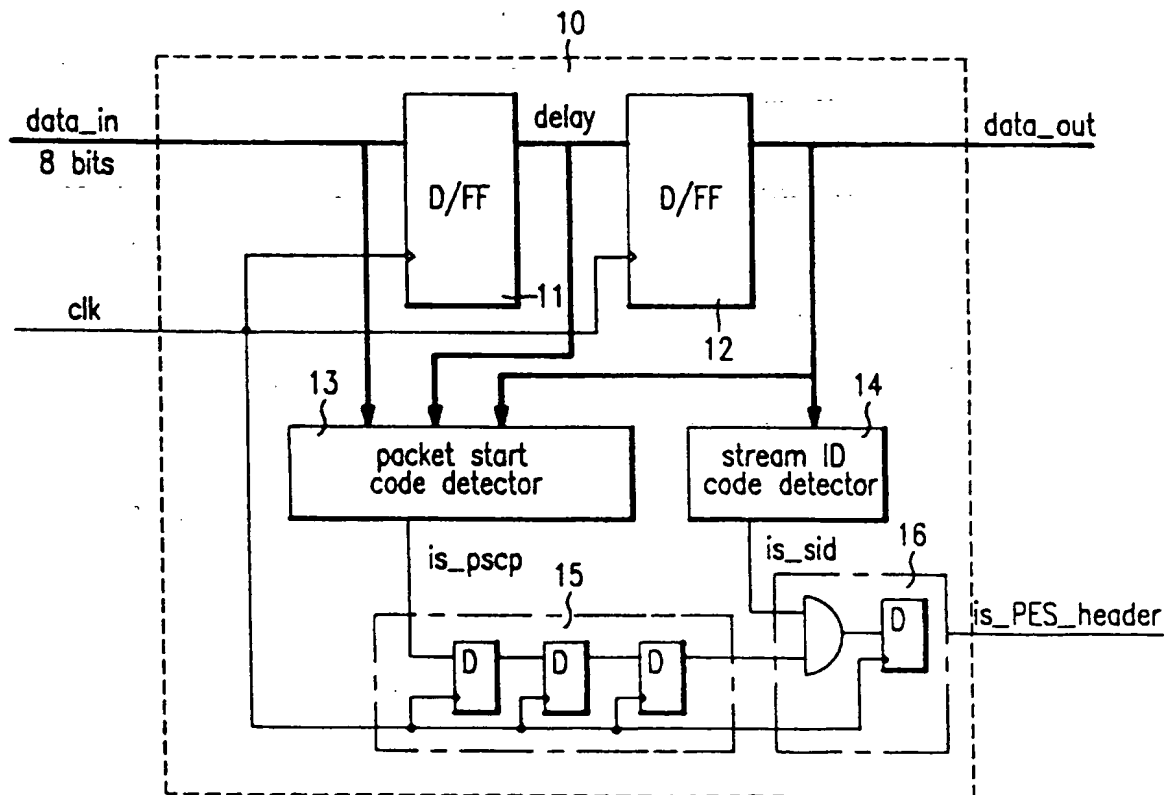 10
data_in
8 bits
delay
data_out
D/FF
D/FF
11
12
clk
13
14
packet start
code detector
stream ID
code detector
is_pscp
is_sid
16
15
D
D
D
D
is_PES_header